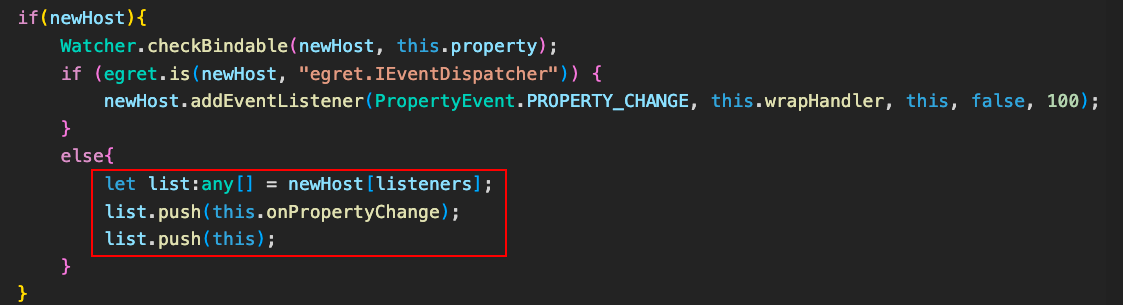 if(newHost){
Watcher.checkBindable(newHost, this.property);
if (egret.is(newHost, "egret.IEventDispatcher")) {
newHost.addEventListener(PropertyEvent.PROPERTY_CHANGE, this.wrapHandler, this, false, 100);
}
else{
let list:any[] = newHost[listeners];
list.push(this.onPropertyChange);
list.push(this);
}
}